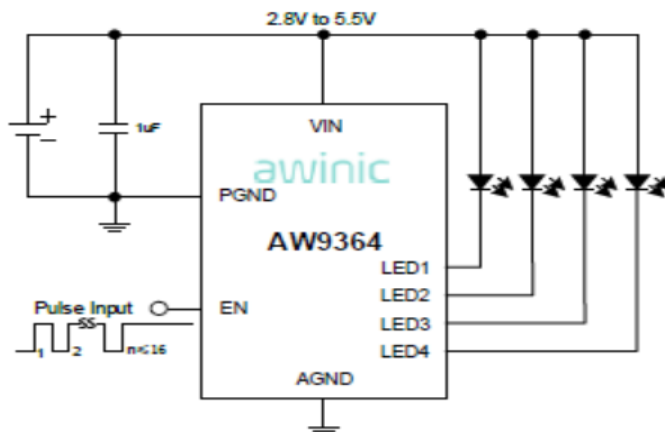 2.8V to 5.5V
+
1uF
−
VIN
awinic
PGND
AW9364
LED1
Pulse Input
EN
LED2
LED3
1
2
n≤16
LED4
AGND